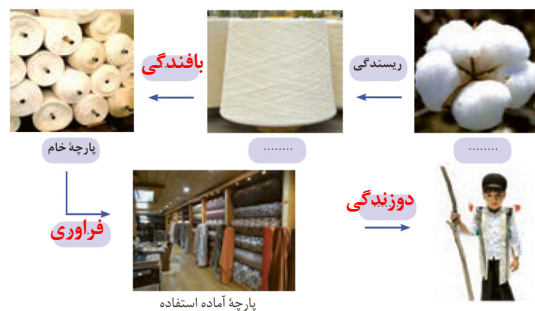 ریسندگی
بافندگی
........
........
پارچهٔ خام
دوزندگی
فراوری
پارچهٔ آماده استفاده